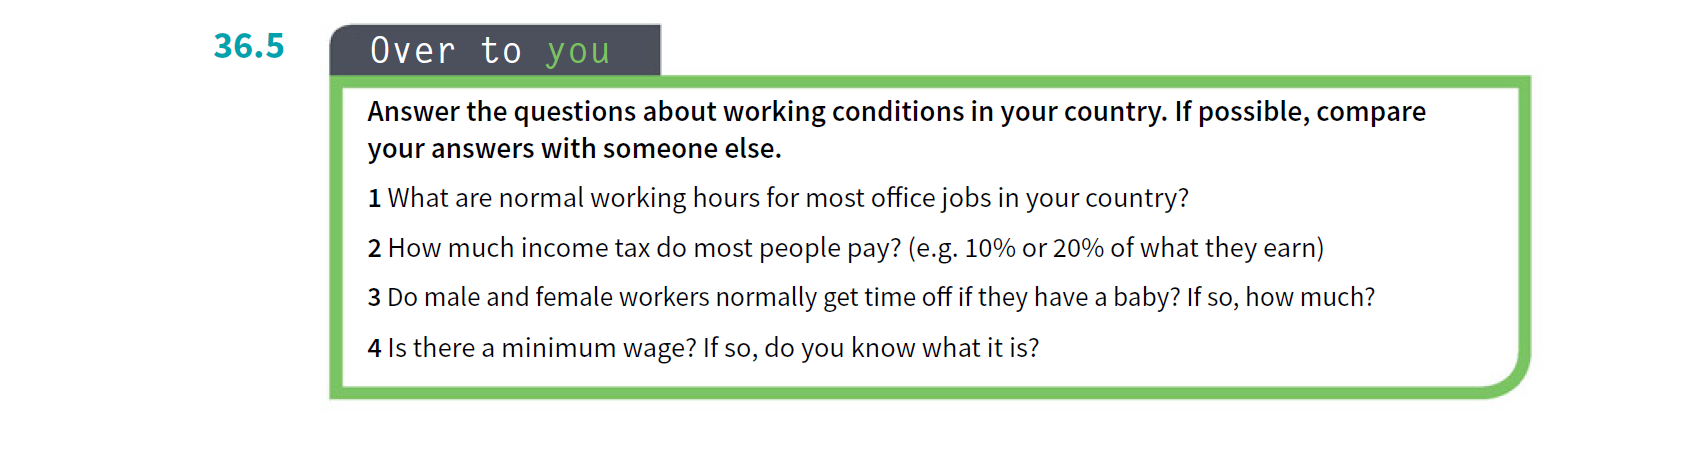 36.5
Over to you
Answer the questions about working conditions in your country. If possible, compare
your answers with someone else.
1 What are normal working hours for most office jobs in your country?
2 How much income tax do most people pay? (e.g. 10% or 20% of what they earn)
3 Do male and female workers normally get time off if they have a baby? If so, how much?
4 Is there a minimum wage? If so, do you know what it is?